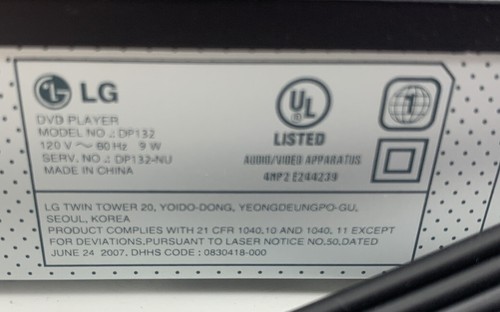 LG
DVD PLAYER
MODEL NO .: DP132
120 V ~ 60 Hz 9 W
SERV. NO .: DP132-NU
MADE IN CHINA
UL
LISTED
AUDIO/VIDEO APPARATUS
4MP2 E244239
1
LG TWIN TOWER 20, YOIDO-DONG, YEONGDEUNGPO-GU,
SEOUL, KOREA
PRODUCT COMPLIES WITH 21 CFR 1040.10 AND 1040. 11 EXCEPT
FOR DEVIATIONS.PURSUANT TO LASER NOTICE NO.50,DATED
JUNE 24 2007. DHHS CODE : 0830418-000